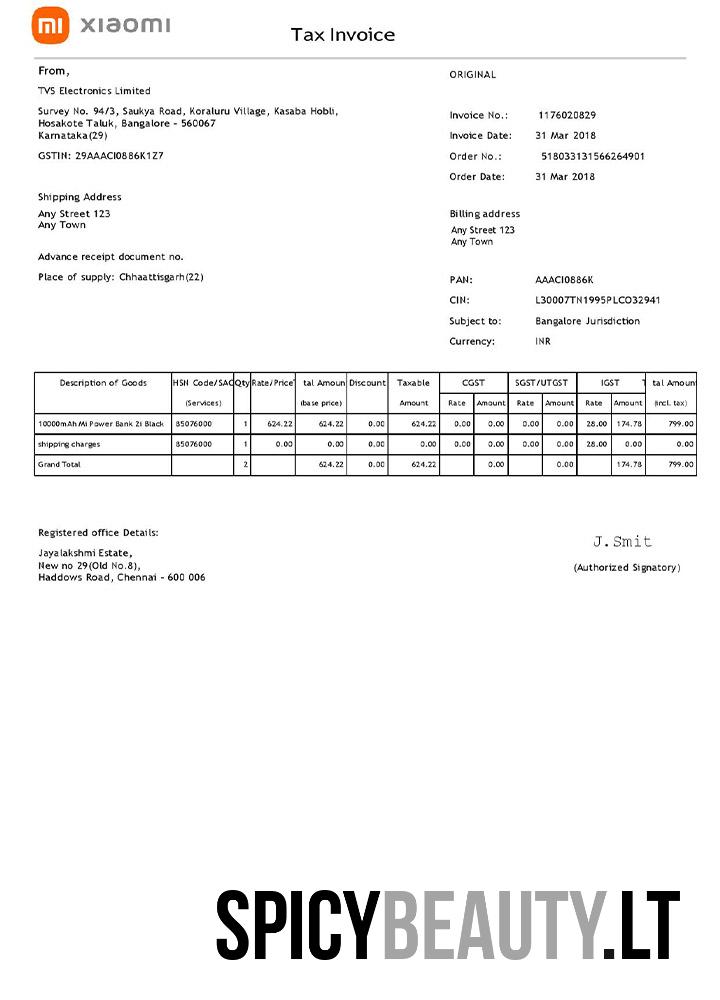 mi xiaomi
Tax Invoice
From,
TVS Electronics Limited
Survey No. 94/3, Saukya Road, Koraluru Village, Kasaba Hobli,
Hosakote Taluk, Bangalore - 560067
Karnataka(29)
GSTIN: 29AAACI0886K1Z7
Shipping Address
Any Street 123
Any Town
Advance receipt document no.
Place of supply: Chhaattisgarh(22)
ORIGINAL
Invoice No.: 1176020829
Invoice Date: 31 Mar 2018
Order No.: 518033131566264901
Order Date: 31 Mar 2018
Billing address
Any Street 123
Any Town
PAN: AAACI0886K
CIN: L30007TN1995PLCO32941
Subject to: Bangalore Jurisdiction
Currency: INR
Description of Goods HSN Code/SAC Qty Rate/Price tal Amoun Discount Taxable CGST SGST/UTGST IGST T tal Amoun
(Services) (base price) Amount Rate Amount Rate Amount Rate Amount (incl. tax)
10000mAh Mi Power Bank 2i Black 85076000 1 624.22 624.22 0.00 624.22 0.00 0.00 0.00 0.00 28.00 174.78 799.00
shipping charges 85076000 1 0.00 0.00 0.00 0.00 0.00 0.00 0.00 0.00 28.00 0.00 0.00
Grand Total 2 624.22 0.00 624.22 0.00 0.00 174.78 799.00
Registered office Details:
Jayalakshmi Estate,
New no 29(Old No.8),
Haddows Road, Chennai - 600 006
J.Smit
(Authorized Signatory)
SPICYBEAUTY.LT